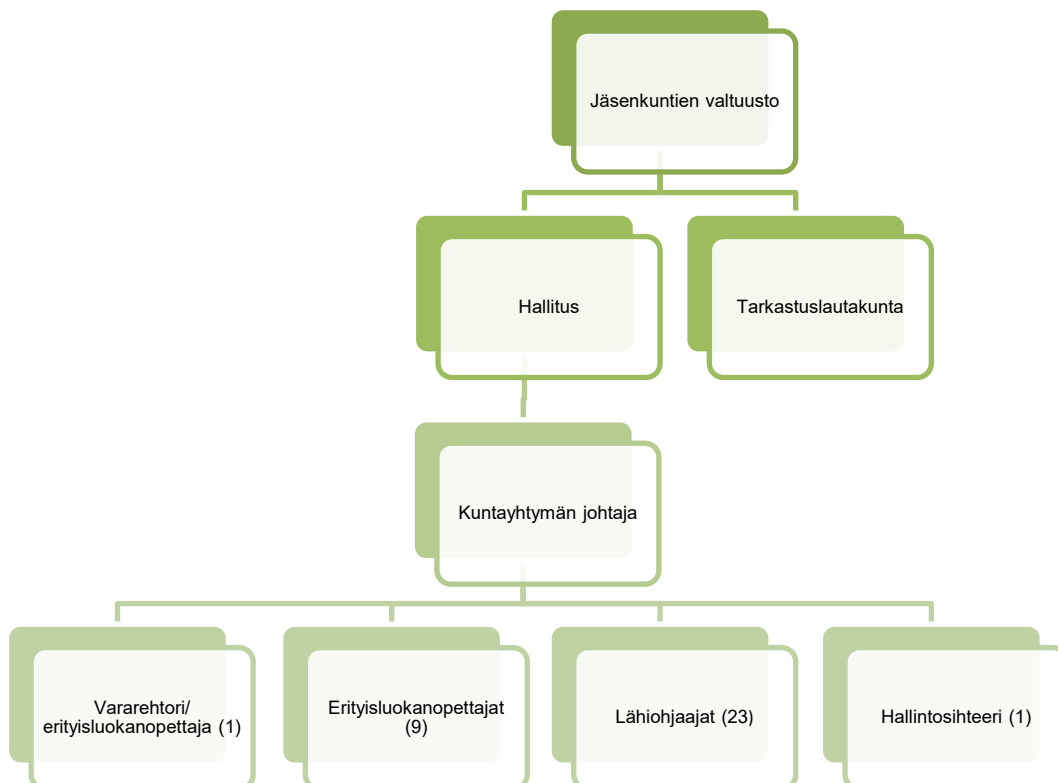 Jäsenkuntien valtuusto
Hallitus
Tarkastuslautakunta
Kuntayhtymän johtaja
Vararehtori/
erityisluokanopettaja (1)
Erityisluokanopettajat
(9)
Lähiohjaajat (23)
Hallintosihteeri (1)